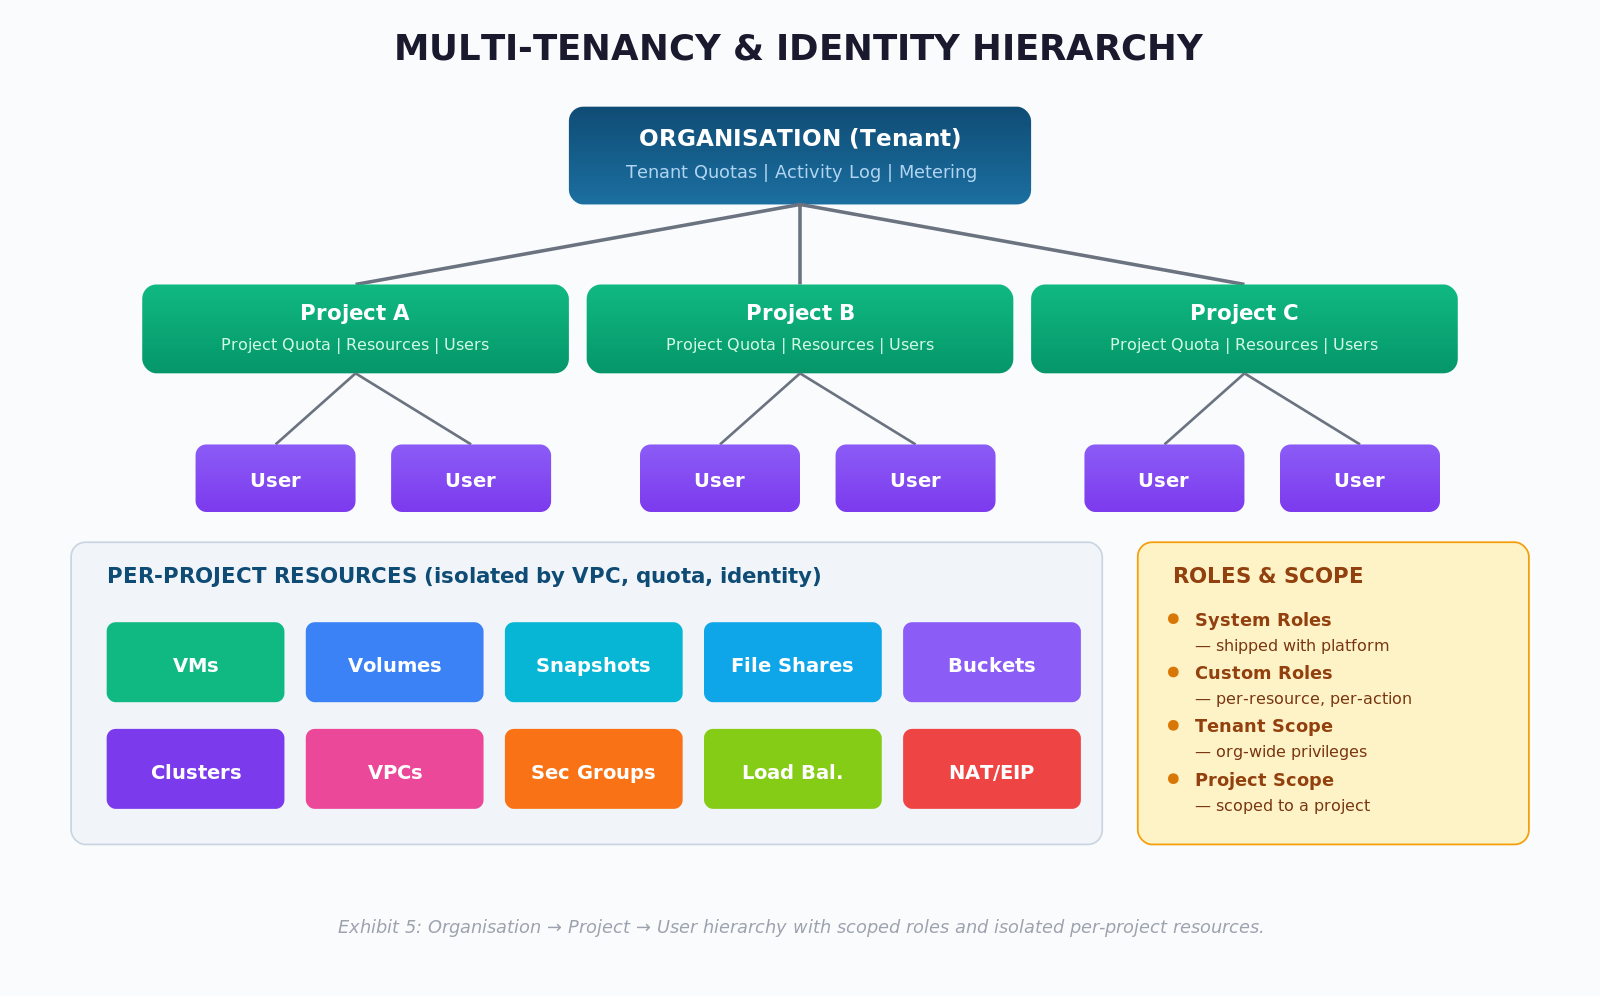 MULTI-TENANCY & IDENTITY HIERARCHY
ORGANISATION (Tenant)
Tenant Quotas | Activity Log | Metering
Project A
Project Quota | Resources | Users
Project B
Project Quota | Resources | Users
Project C
Project Quota | Resources | Users
User
User
User
User
User
User
PER-PROJECT RESOURCES (isolated by VPC, quota, identity)
VMs
Volumes
Snapshots
File Shares
Buckets
Clusters
VPCs
Sec Groups
Load Bal.
NAT/EIP
ROLES & SCOPE
● System Roles
— shipped with platform
● Custom Roles
— per-resource, per-action
● Tenant Scope
— org-wide privileges
● Project Scope
— scoped to a project
Exhibit 5: Organisation → Project → User hierarchy with scoped roles and isolated per-project resources.